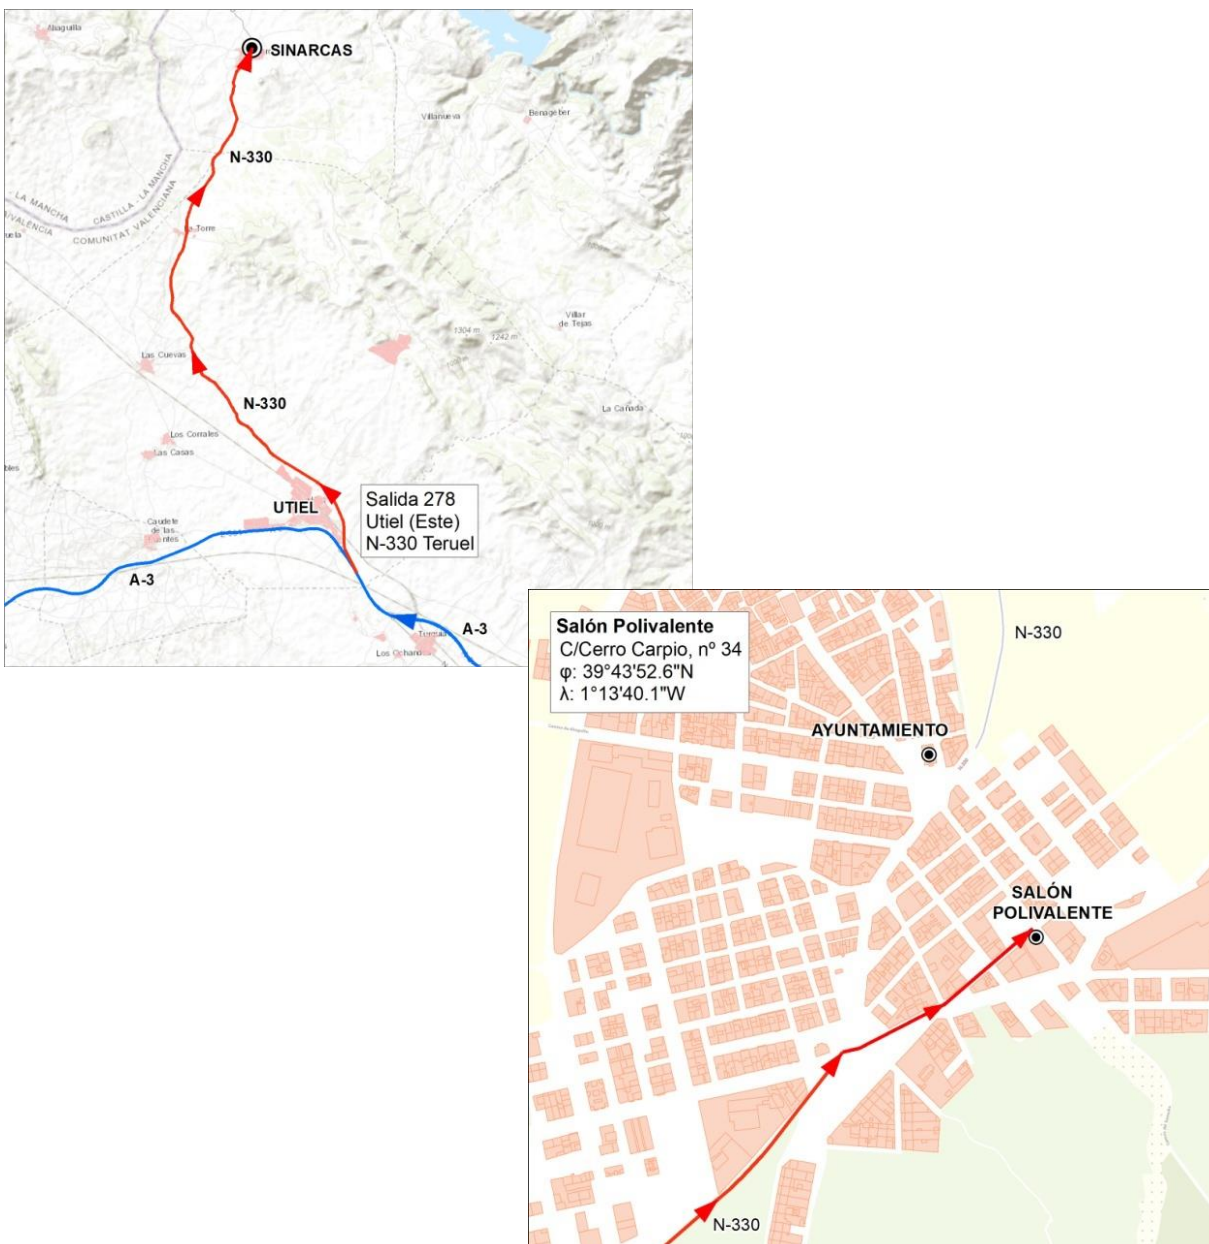 Aliaguilla
SINARCAS
Villanueva
Benageber
N-330
LA MANCHA
CASTILLA - LA MANCHA
COMUNITAT VALENCIANA
La Torre
Villar
de Tejas
1304 m
1242 m
Las Cuevas
N-330
La Cañada
Los Corrales
Las Casas
UTIEL
Salida 278
Utiel (Este)
N-330 Teruel
Caudete
de las
A-3
A-3
Salón Polivalente
C/Cerro Carpio, nº 34
φ: 39°43'52.6"N
λ: 1°13'40.1"W
N-330
AYUNTAMIENTO
SALÓN
POLIVALENTE
N-330